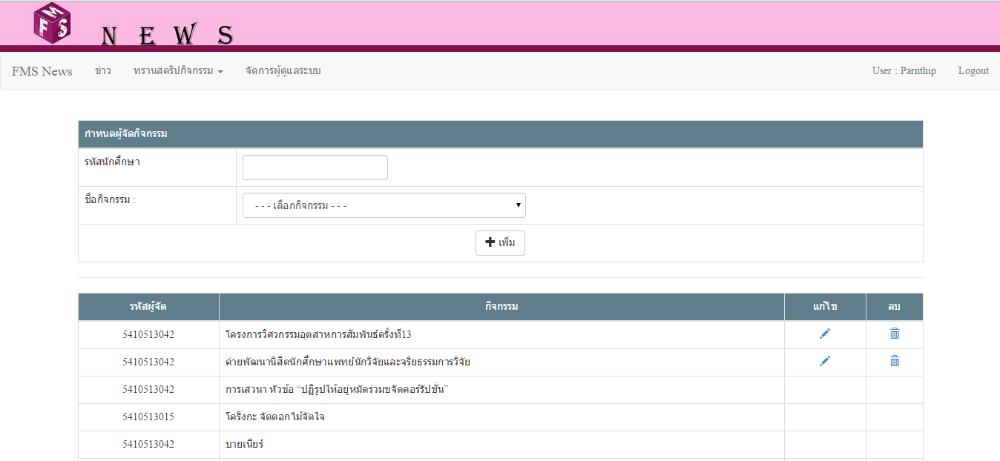 FMS
N E W S
FMS News ข่าว ทรานสคริปกิจกรรม จัดการผู้ดูแลระบบ User : Parnthip Logout
กำหนดผู้จัดกิจกรรม
รหัสนักศึกษา
ชื่อกิจกรรม : - - - เลือกกิจกรรม - - -
เพิ่ม
รหัสผู้จัด กิจกรรม แก้ไข ลบ
5410513042 โครงการวิศวกรรมอุตสาหการสัมพันธ์ครั้งที่13
5410513042 ค่ายพัฒนานิสิตนักศึกษาแพทย์นักวิจัยและจริยธรรมการวิจัย
5410513042 การเสวนา หัวข้อ “ปฏิรูปให้อยู่หมัดร่วมขจัดคอร์รัปชั่น”
5410513015 โคริงกะ จัดดอกไม้จัดใจ
5410513042 บายเนียร์